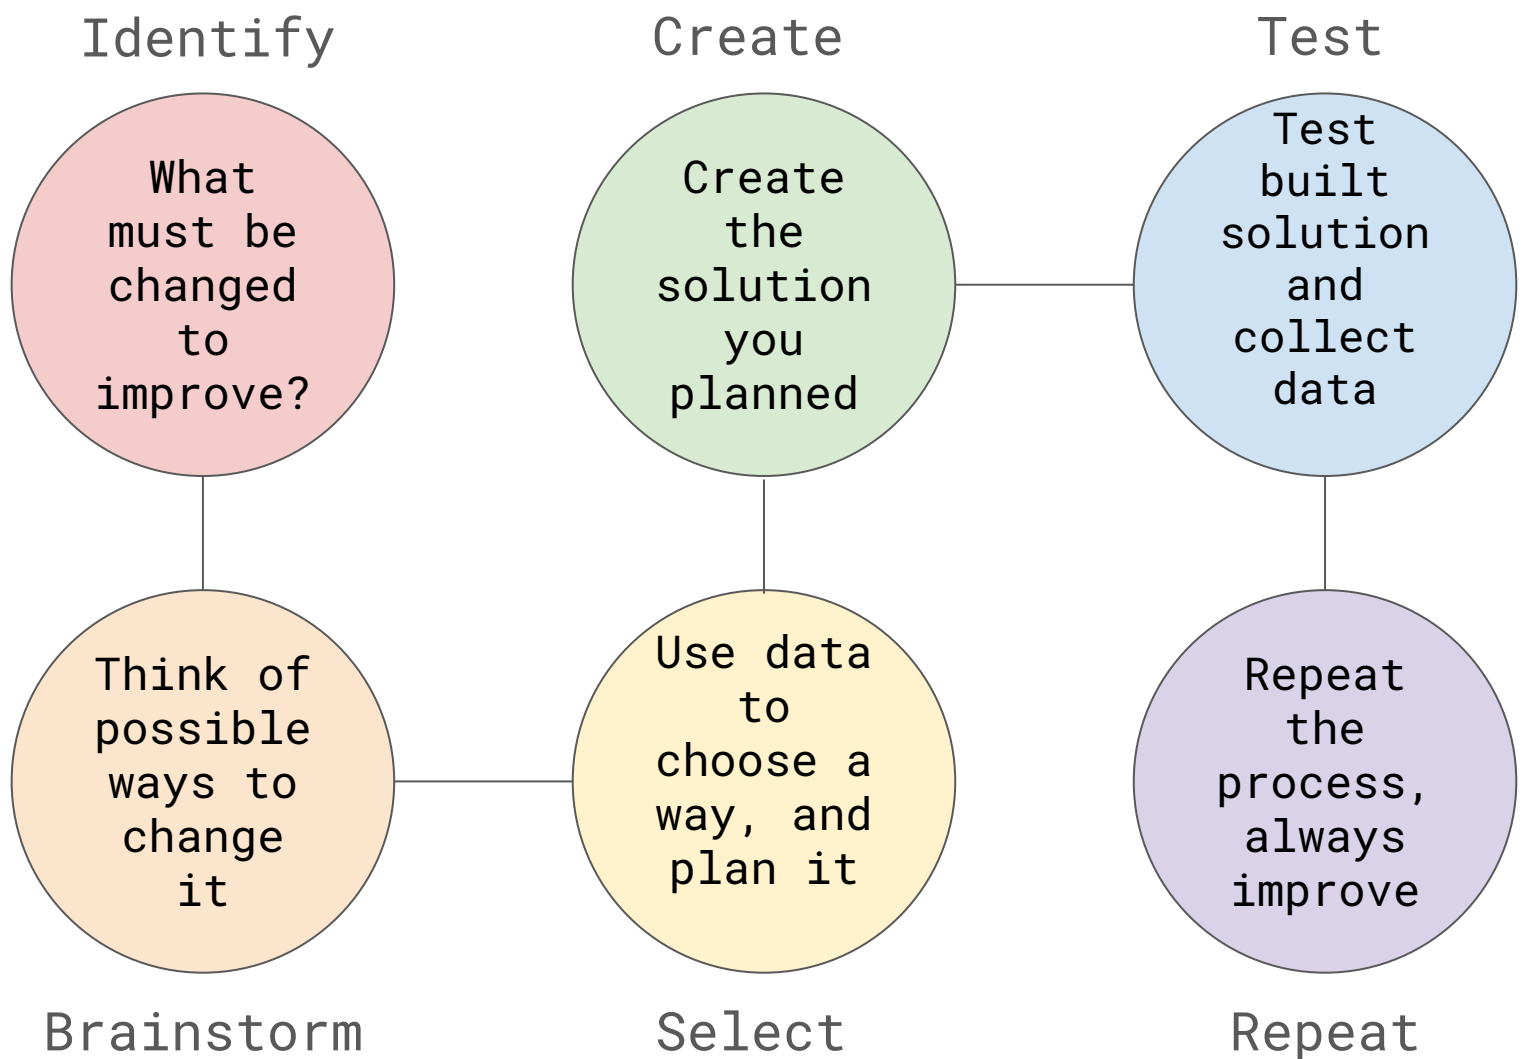 Identify
Create
Test
What
must be
changed
to
improve?
Create
the
solution
you
planned
Test
built
solution
and
collect
data
Think of
possible
ways to
change
it
Use data
to
choose a
way, and
plan it
Repeat
the
process,
always
improve
Brainstorm
Select
Repeat